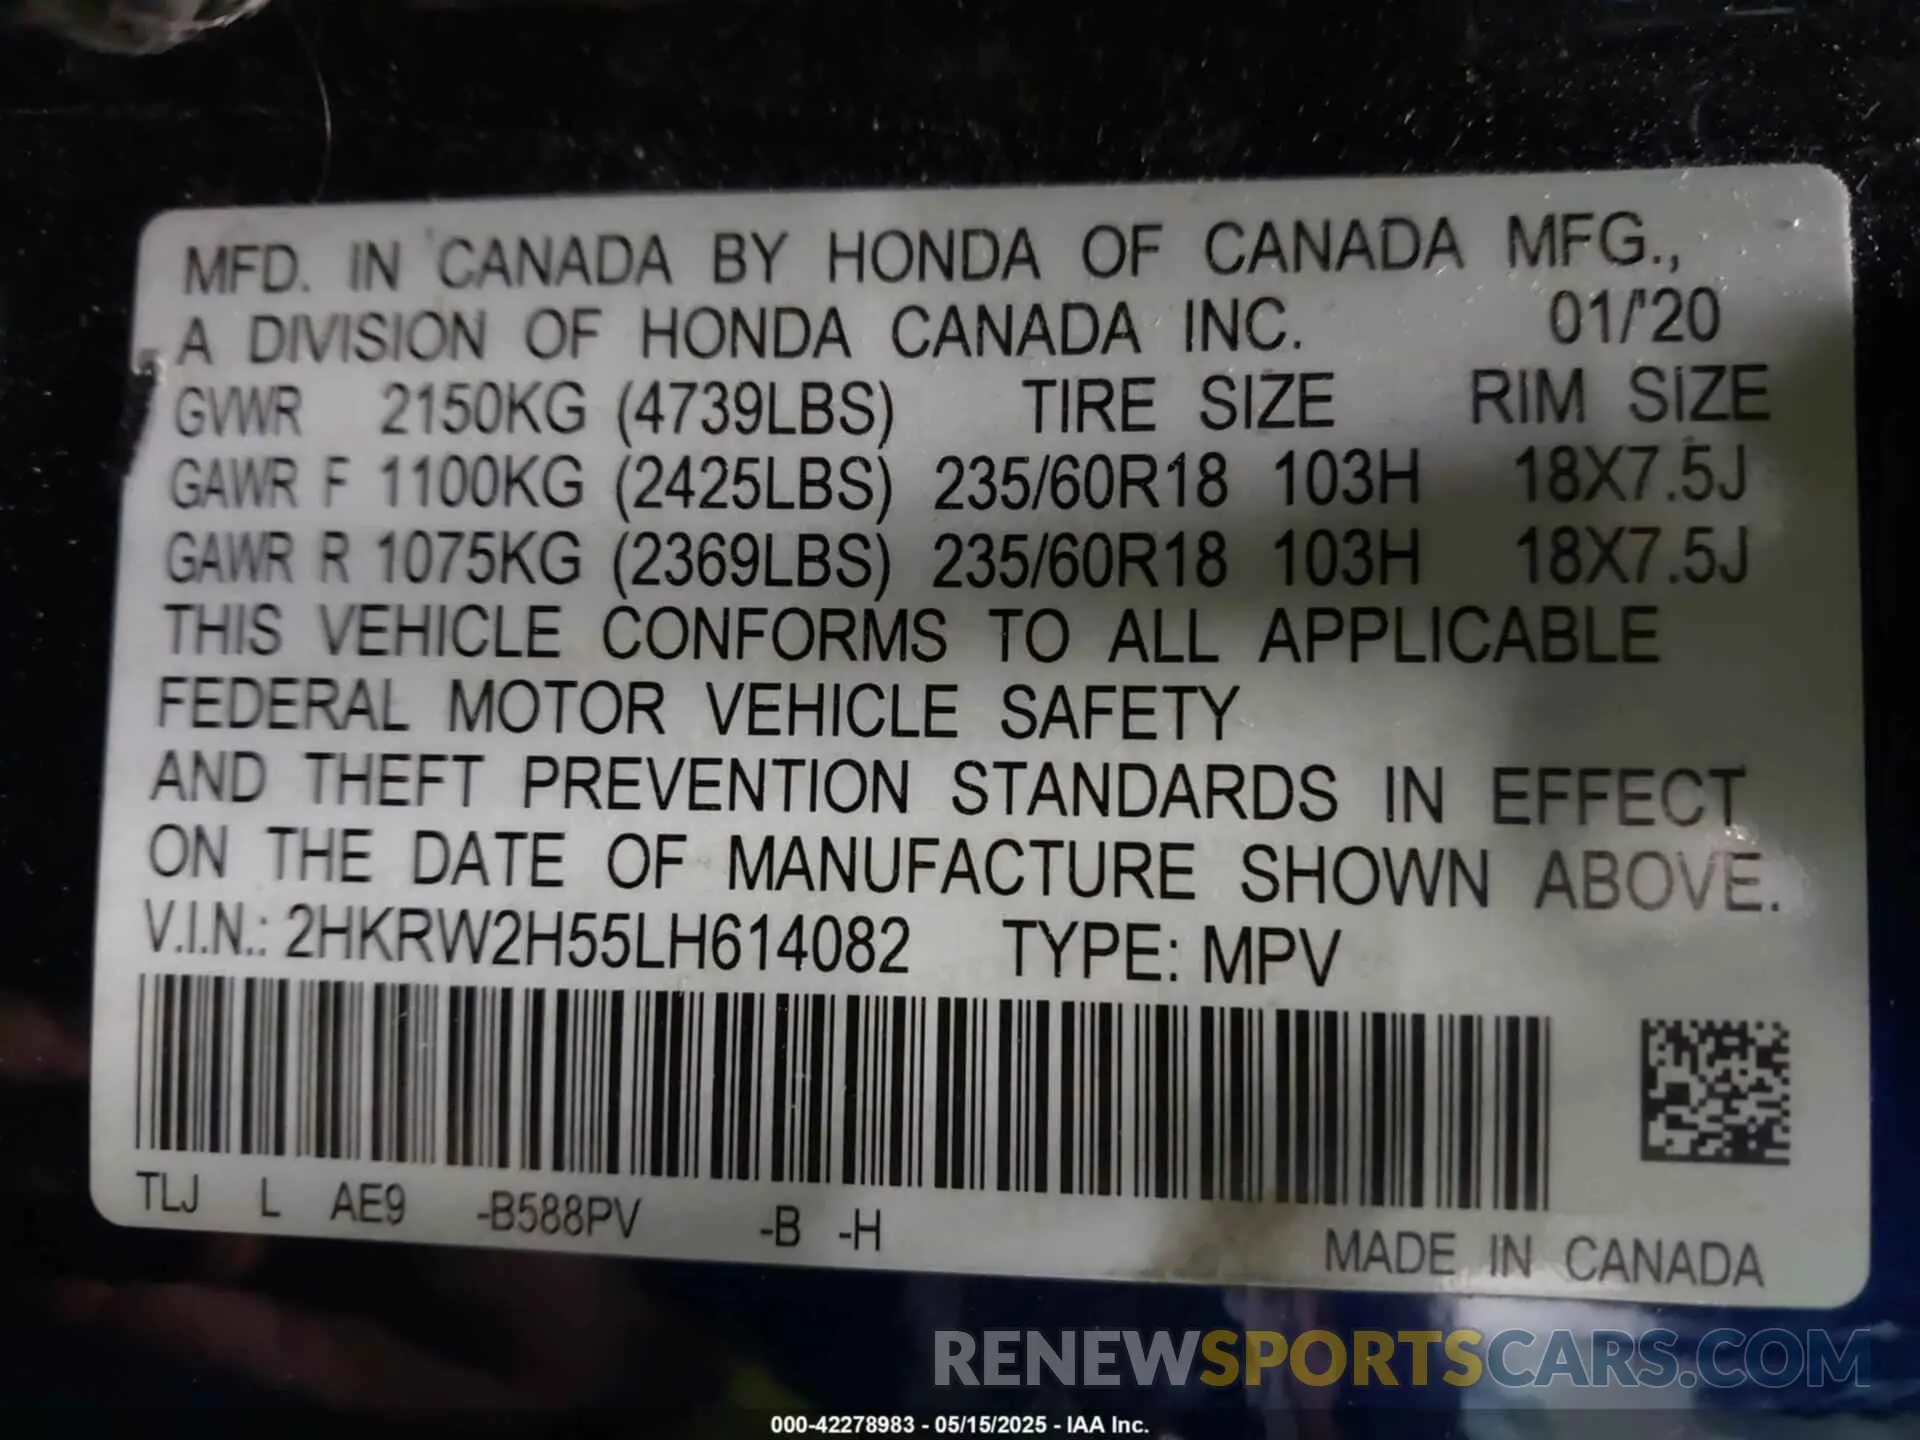 MFD. IN CANADA BY HONDA OF CANADA MFG.,
A DIVISION OF HONDA CANADA INC. 01/'20
GVWR 2150KG (4739LBS) TIRE SIZE RIM SIZE
GAWR F 1100KG (2425LBS) 235/60R18 103H 18X7.5J
GAWR R 1075KG (2369LBS) 235/60R18 103H 18X7.5J
THIS VEHICLE CONFORMS TO ALL APPLICABLE
FEDERAL MOTOR VEHICLE SAFETY
AND THEFT PREVENTION STANDARDS IN EFFECT
ON THE DATE OF MANUFACTURE SHOWN ABOVE.
V.I.N.: 2HKRW2H55LH614082 TYPE: MPV
TLJ L AE9 -B588PV -B -H
MADE IN CANADA
RENEWSPORTSCARS.COM
000-42278983 - 05/15/2025 - IAA Inc.